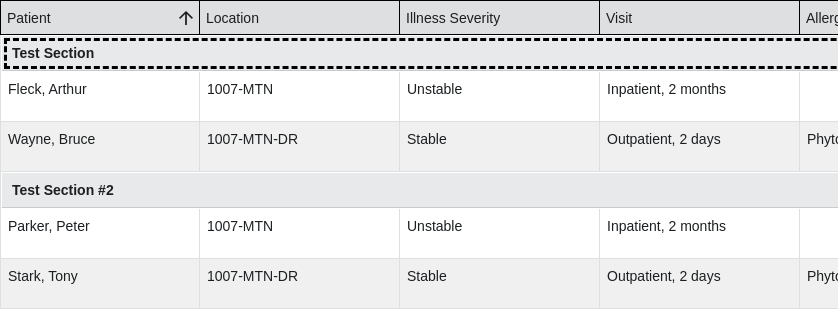 Patient Location Illness Severity Visit Allerg
Test Section
Fleck, Arthur 1007-MTN Unstable Inpatient, 2 months
Wayne, Bruce 1007-MTN-DR Stable Outpatient, 2 days Phyto
Test Section #2
Parker, Peter 1007-MTN Unstable Inpatient, 2 months
Stark, Tony 1007-MTN-DR Stable Outpatient, 2 days Phyto